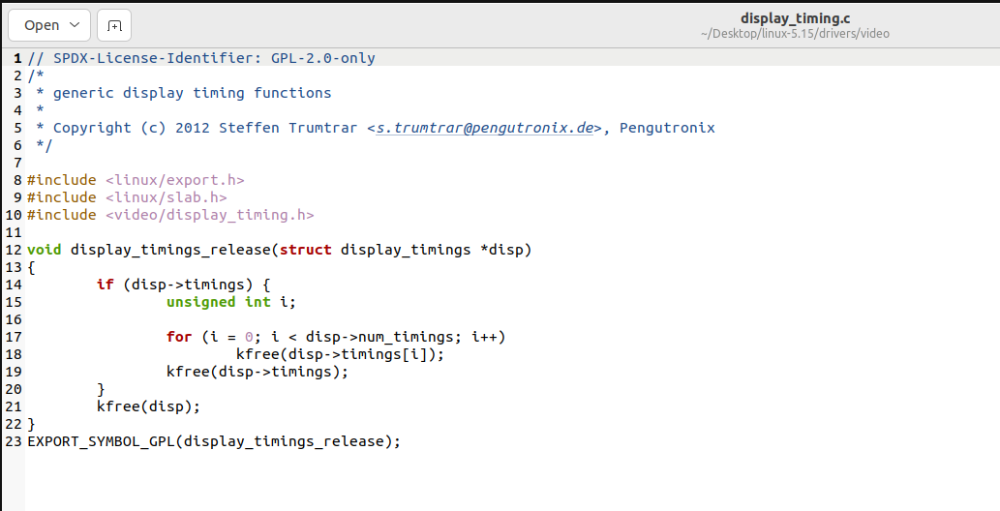 Open
display_timing.c
~/Desktop/linux-5.15/drivers/video
1 // SPDX-License-Identifier: GPL-2.0-only
2 /*
3  * generic display timing functions
4  *
5  * Copyright (c) 2012 Steffen Trumtrar <s.trumtrar@pengutronix.de>, Pengutronix
6  */
7
8 #include <linux/export.h>
9 #include <linux/slab.h>
10 #include <video/display_timing.h>
11
12 void display_timings_release(struct display_timings *disp)
13 {
14         if (disp->timings) {
15                 unsigned int i;
16
17                 for (i = 0; i < disp->num_timings; i++)
18                         kfree(disp->timings[i]);
19                 kfree(disp->timings);
20         }
21         kfree(disp);
22 }
23 EXPORT_SYMBOL_GPL(display_timings_release);